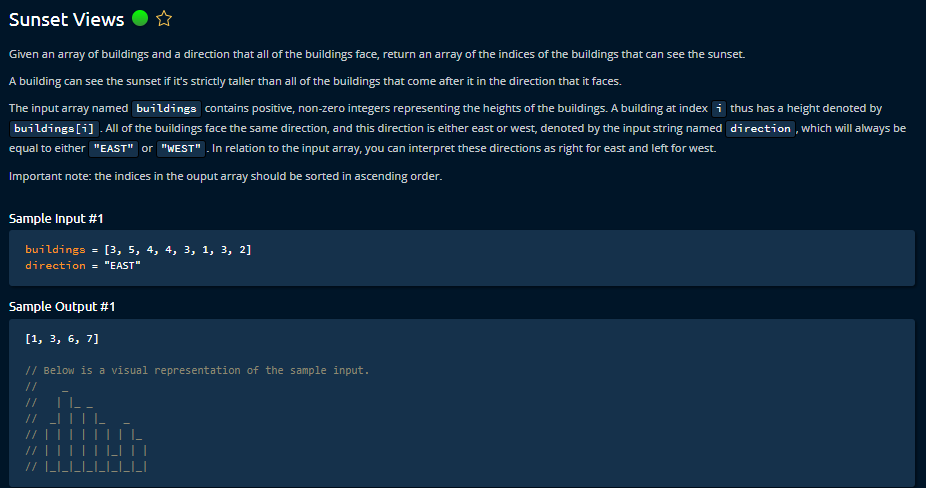 Sunset Views
Given an array of buildings and a direction that all of the buildings face, return an array of the indices of the buildings that can see the sunset.
A building can see the sunset if it's strictly taller than all of the buildings that come after it in the direction that it faces.
The input array named buildings contains positive, non-zero integers representing the heights of the buildings. A building at index i thus has a height denoted by
buildings[i] . All of the buildings face the same direction, and this direction is either east or west, denoted by the input string named direction , which will always be
equal to either "EAST" or "WEST" . In relation to the input array, you can interpret these directions as right for east and left for west.
Important note: the indices in the ouput array should be sorted in ascending order.
Sample Input #1
buildings = [3, 5, 4, 4, 3, 1, 3, 2]
direction = "EAST"
Sample Output #1
[1, 3, 6, 7]
// Below is a visual representation of the sample input.
//    _
//   | |_ _
//  _| | | |_   _
// | | | | | | | |_
// | | | | | |_| | |
// |_|_|_|_|_|_|_|_|